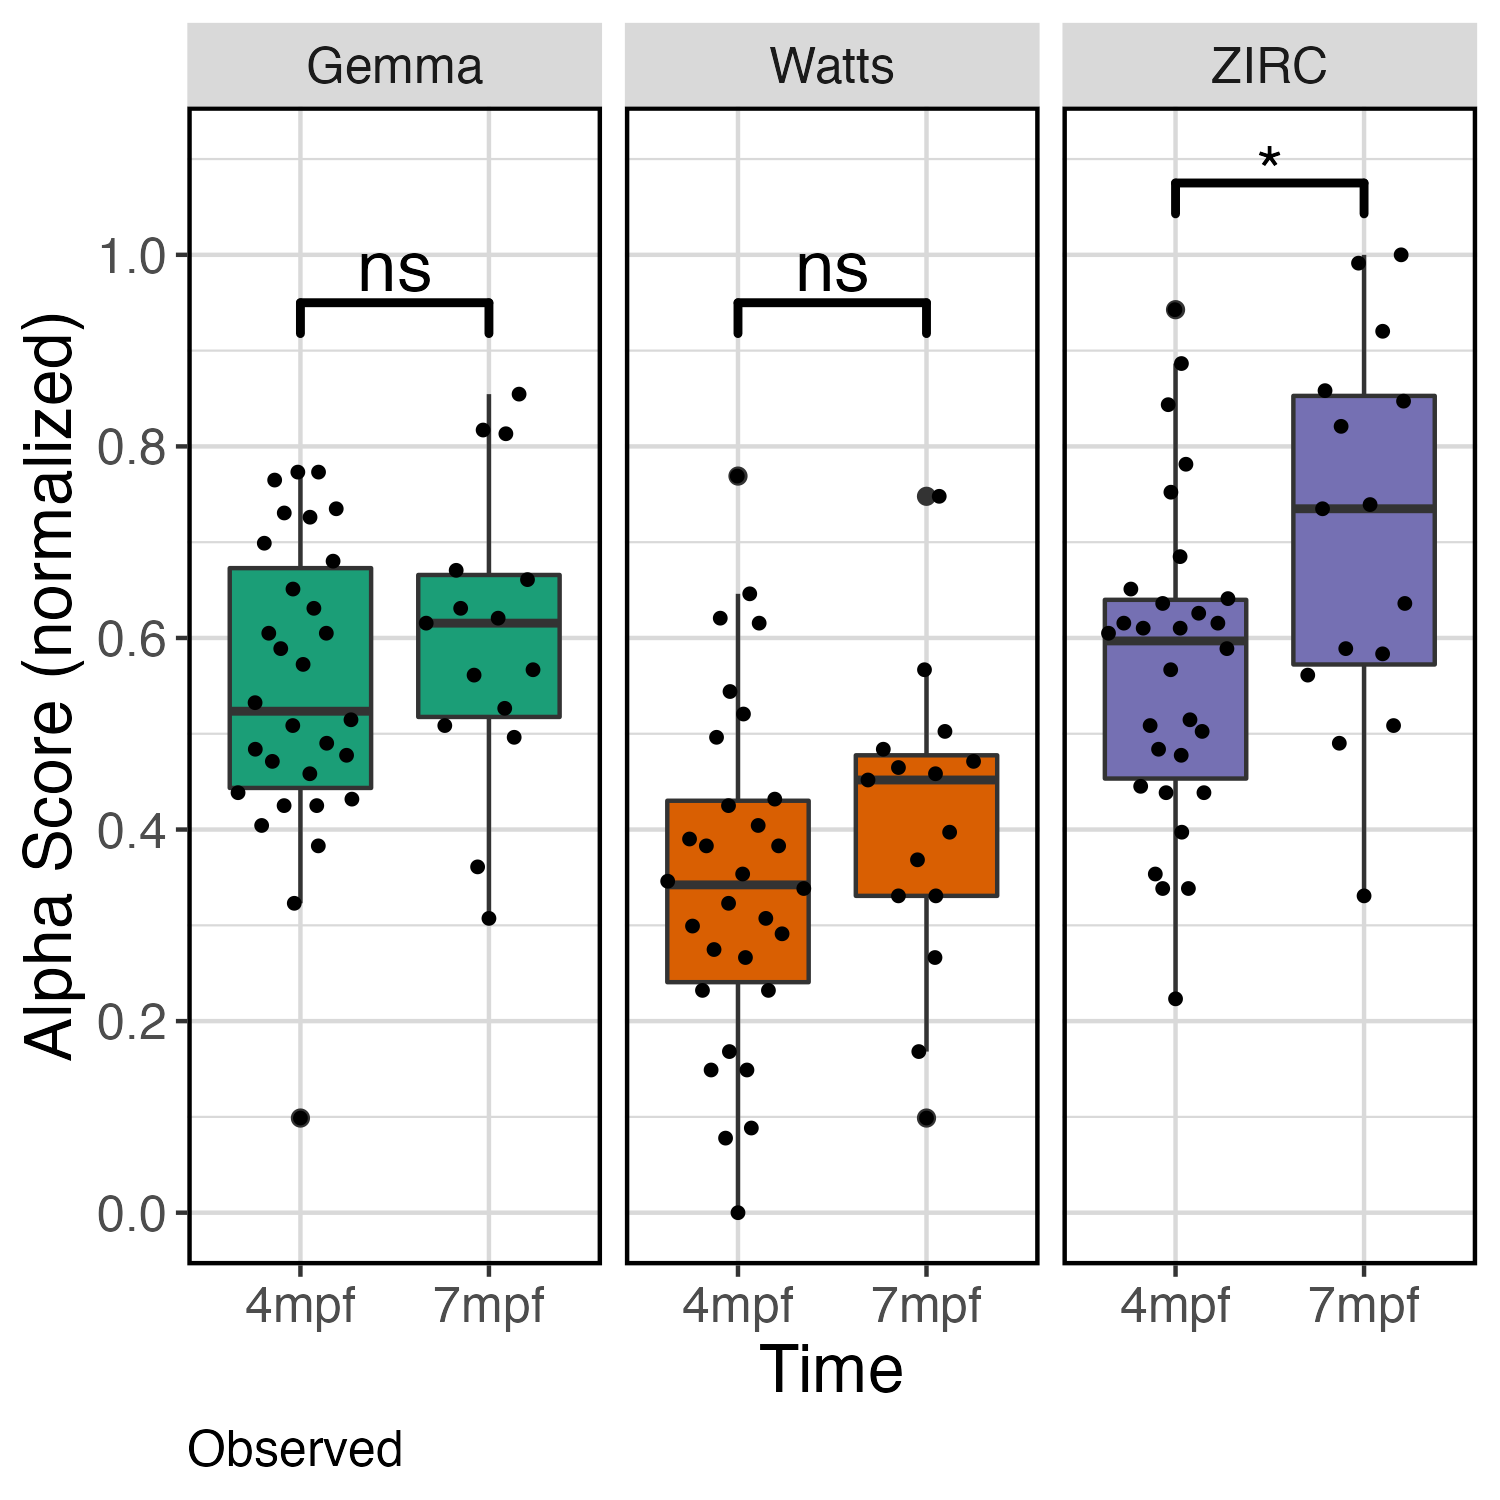 Gemma Watts ZIRC
*
ns ns
1.0
0.8
0.6
0.4
0.2
0.0
Alpha Score (normalized)
4mpf 7mpf 4mpf 7mpf 4mpf 7mpf
Time
Observed